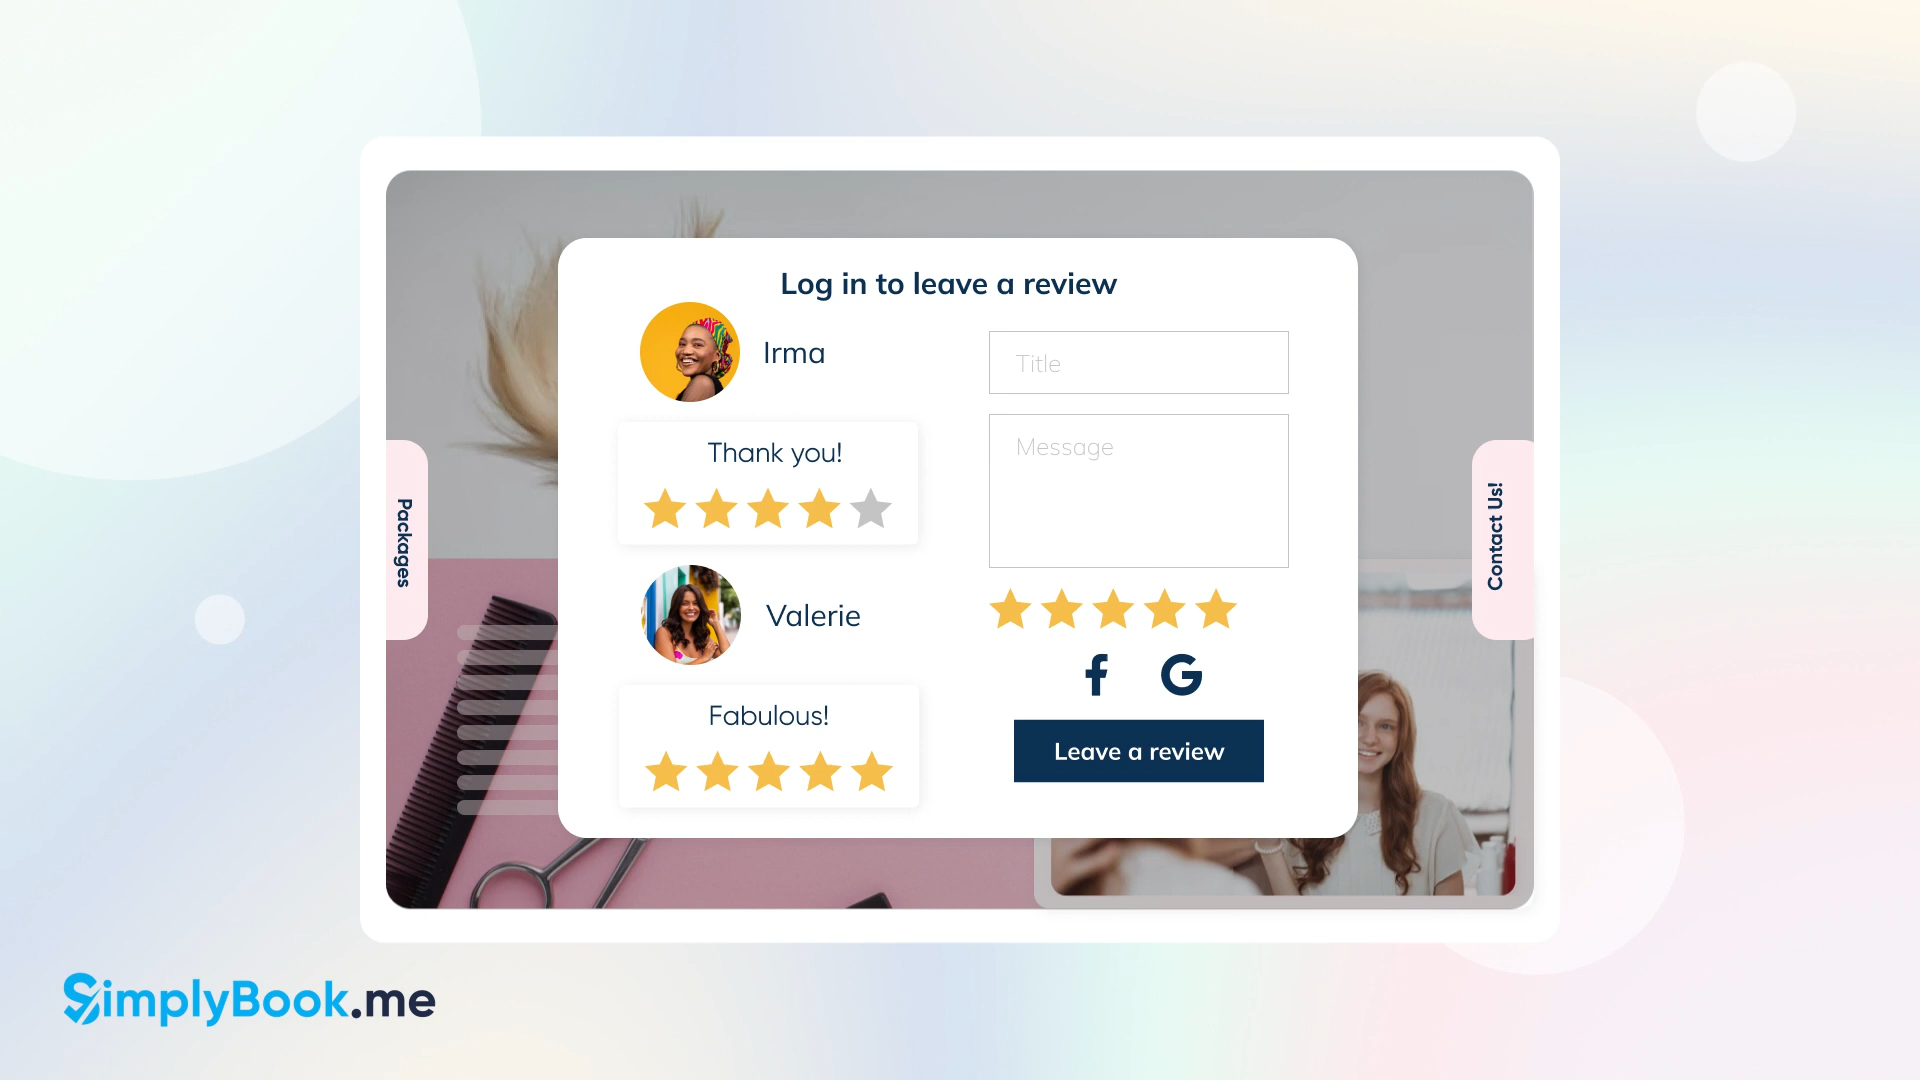 Log in to leave a review
Irma
Thank you!
Valerie
Fabulous!
Title
Message
Leave a review
Packages
Contact Us!
SimplyBook.me